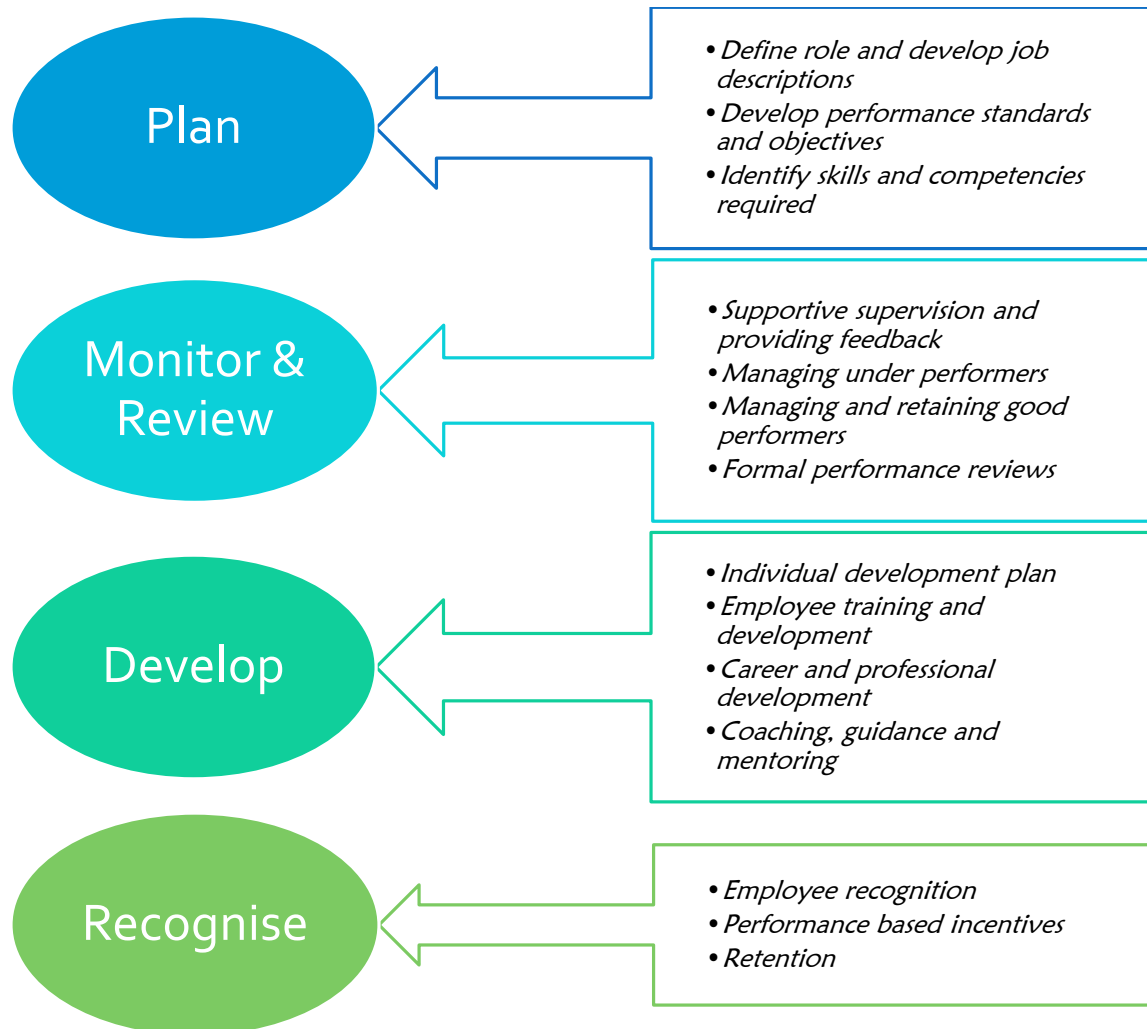 Plan
• Define role and develop job
descriptions
• Develop performance standards
and objectives
• Identify skills and competencies
required
Monitor &
Review
• Supportive supervision and
providing feedback
• Managing under performers
• Managing and retaining good
performers
• Formal performance reviews
Develop
• Individual development plan
• Employee training and
development
• Career and professional
development
• Coaching, guidance and
mentoring
Recognise
• Employee recognition
• Performance based incentives
• Retention